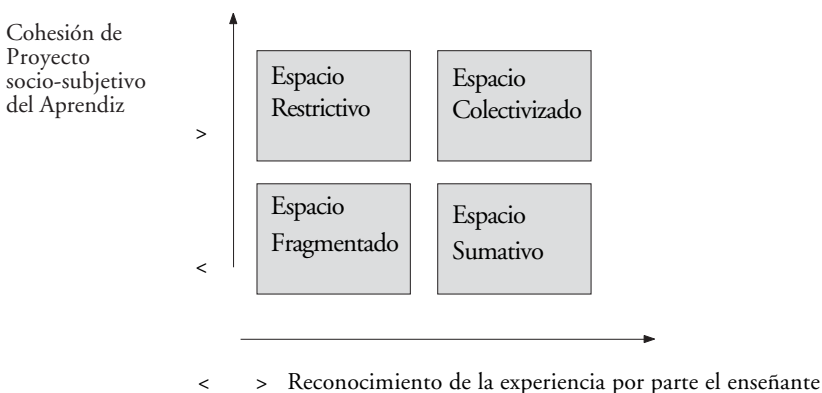 Cohesión de
Proyecto
socio-subjetivo
del Aprendiz
>
<
Espacio
Restrictivo
Espacio
Colectivizado
Espacio
Fragmentado
Espacio
Sumativo
< > Reconocimiento de la experiencia por parte el enseñante